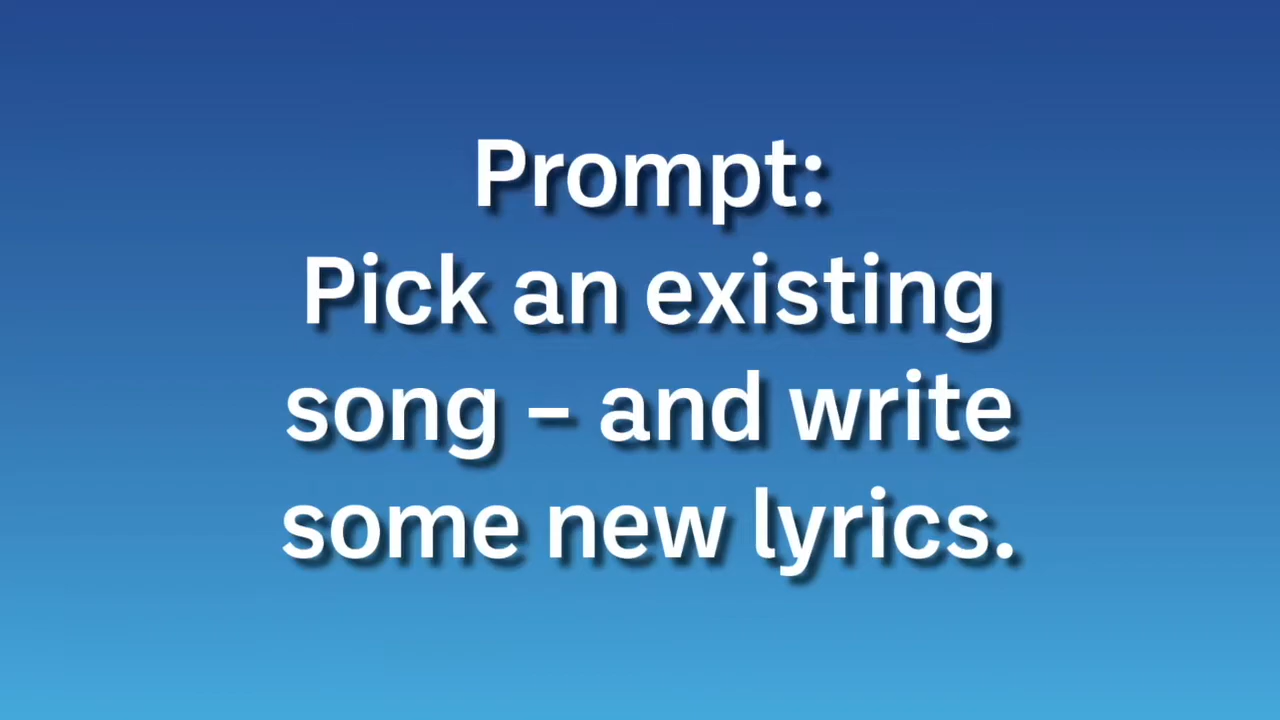 Prompt:
Pick an existing
song – and write
some new lyrics.